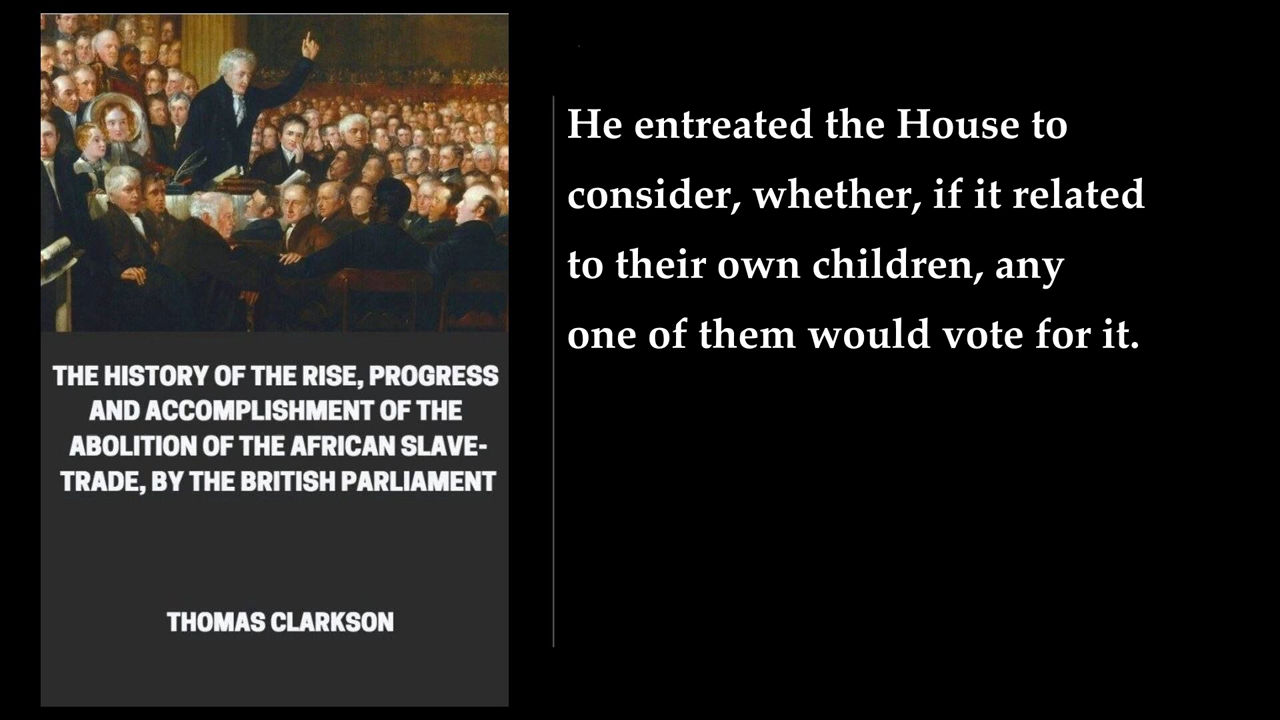 THE HISTORY OF THE RISE, PROGRESS
AND ACCOMPLISHMENT OF THE
ABOLITION OF THE AFRICAN SLAVE-
TRADE, BY THE BRITISH PARLIAMENT
THOMAS CLARKSON
He entreated the House to
consider, whether, if it related
to their own children, any
one of them would vote for it.